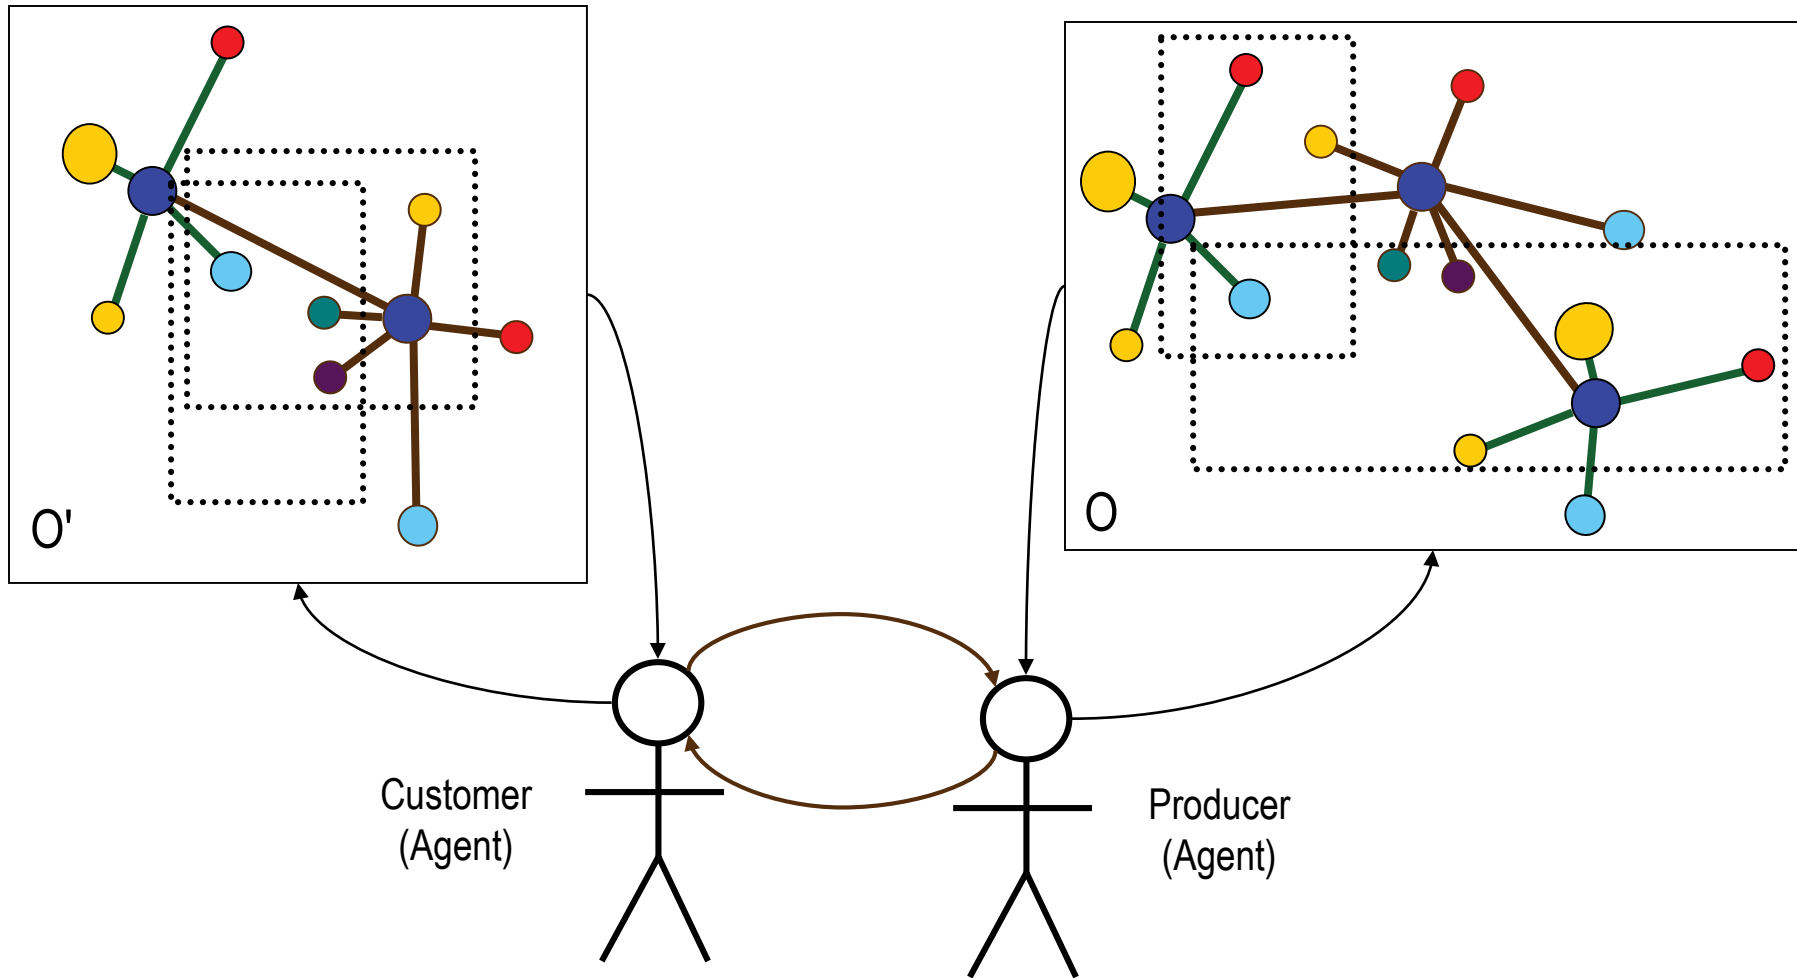 O'
O
Customer
(Agent)
Producer
(Agent)